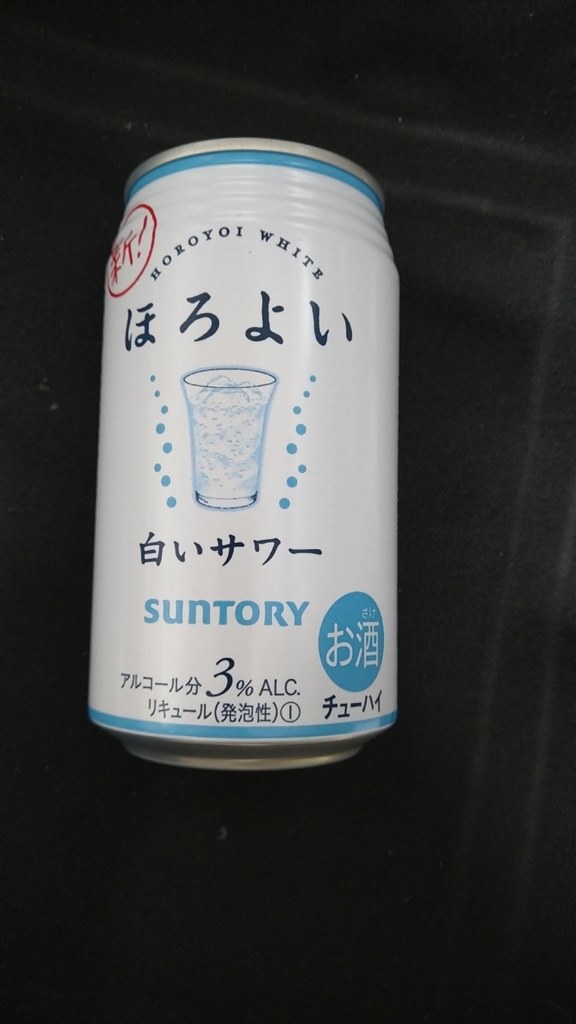 新!
HOROYOI WHITE
ほろよい
白いサワー
SUNTORY
さけ
お酒
アルコール分3% ALC.
リキュール(発泡性)①
チューハイ